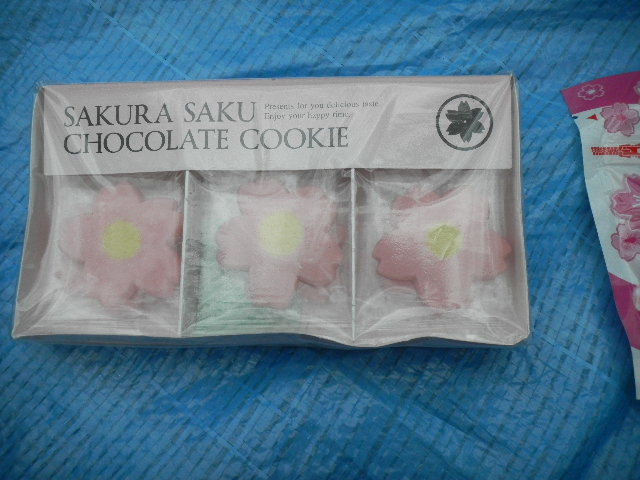 SAKURA SAKU
CHOCOLATE COOKIE
Presents for you delicious taste
Enjoy your happy time.